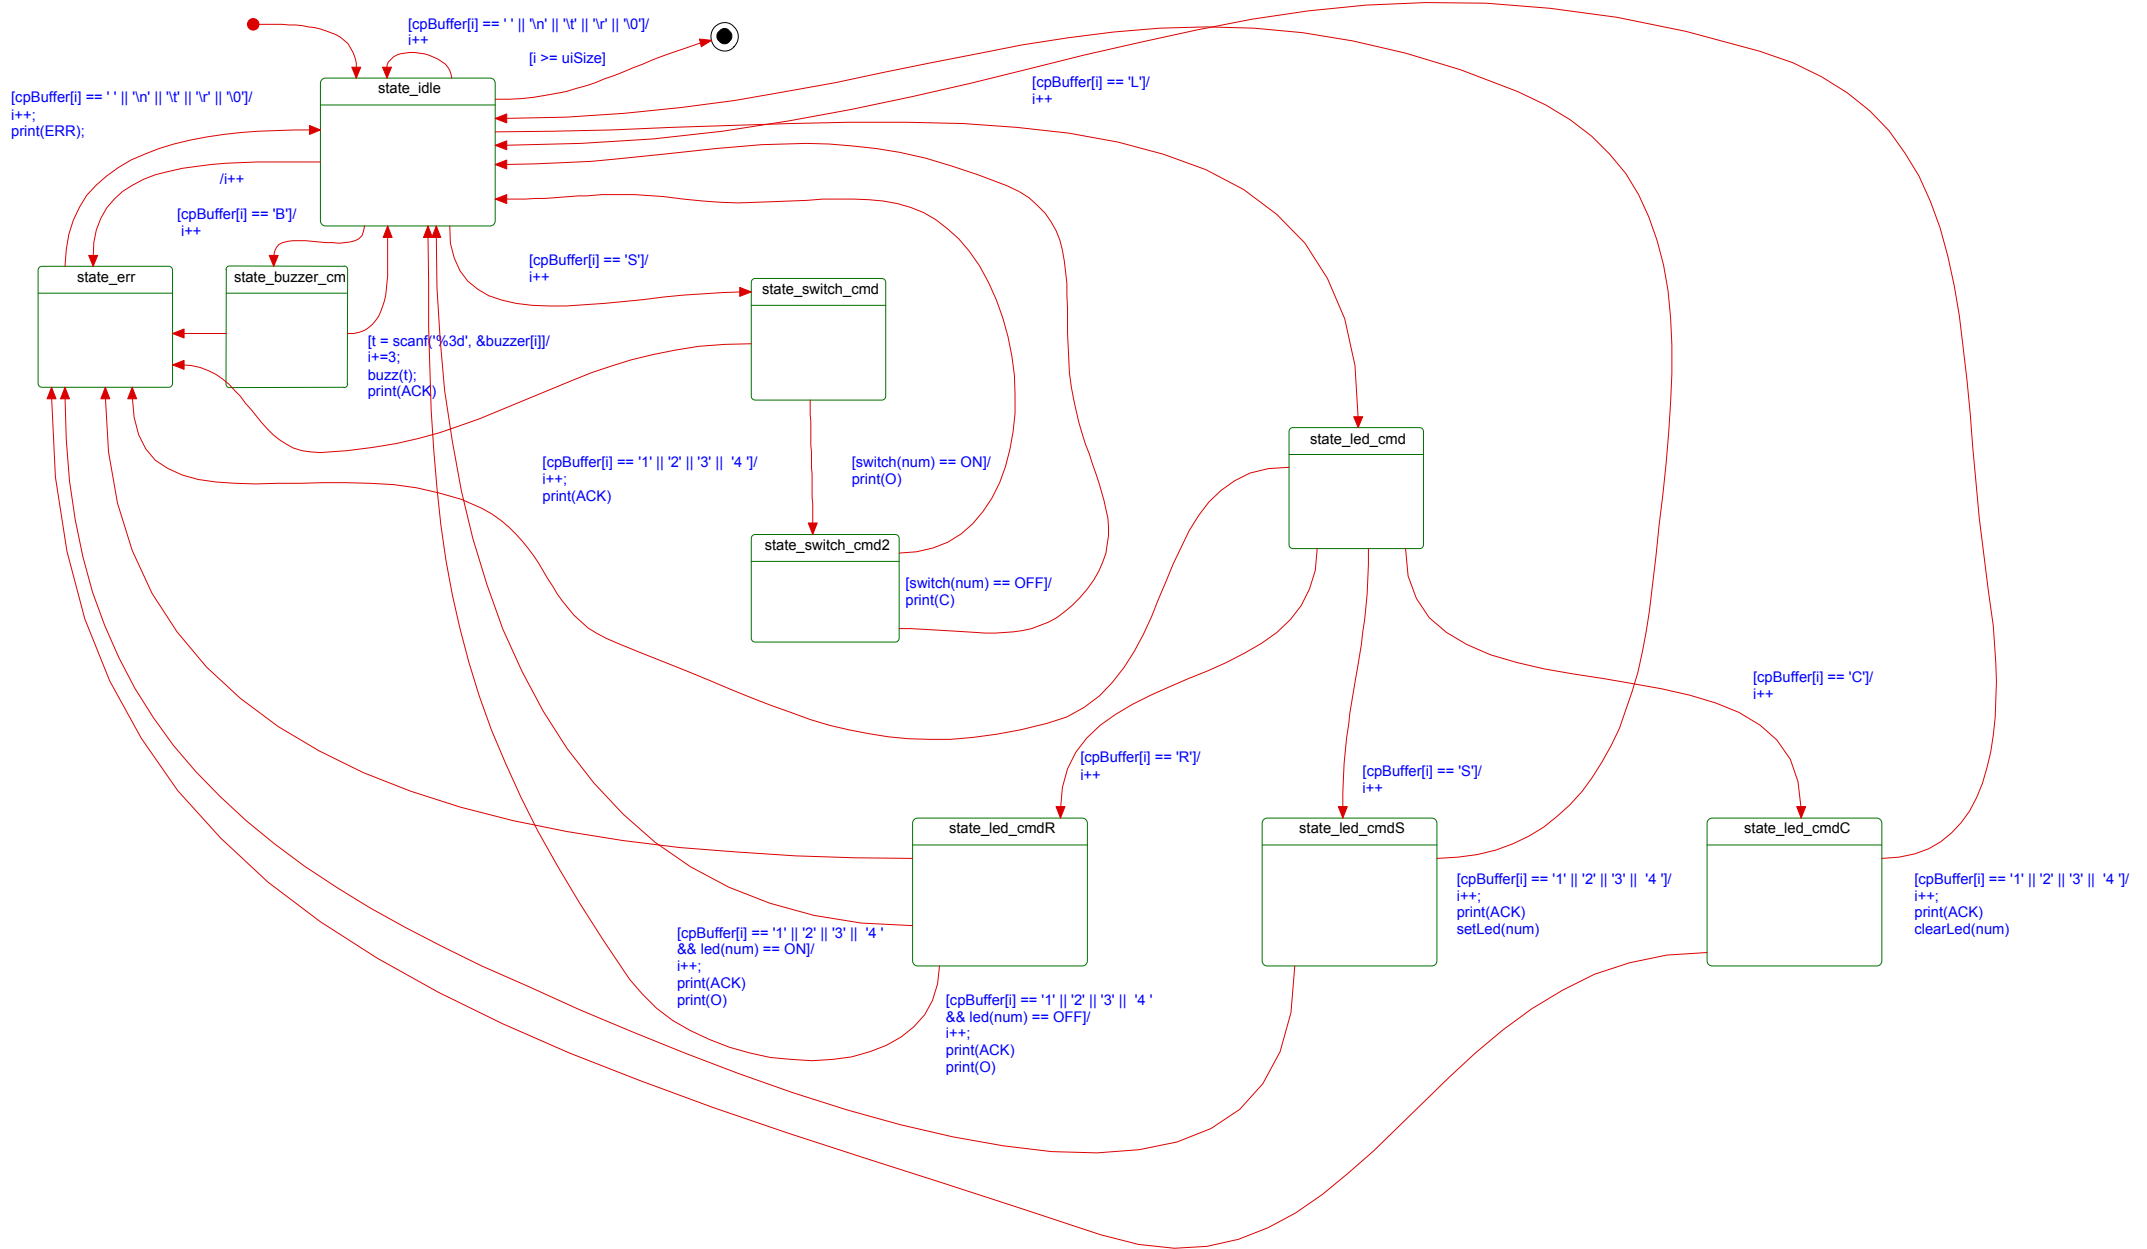 [cpBuffer[i] == ' ' || '\n' || '\t' || '\r' || '\0']/
i++
[i >= uiSize]
state_idle
[cpBuffer[i] == 'L']/
i++
[cpBuffer[i] == ' ' || '\n' || '\t' || '\r' || '\0']/
i++;
print(ERR);
/i++
[cpBuffer[i] == 'B']/
i++
[cpBuffer[i] == 'S']/
i++
state_err
state_buzzer_cm
state_switch_cmd
[t = scanf('%3d', &buzzer[i]]/
i+=3;
buzz(t);
print(ACK)
state_led_cmd
[cpBuffer[i] == '1' || '2' || '3' ||  '4 ']/
i++;
print(ACK)
[switch(num) == ON]/
print(O)
state_switch_cmd2
[switch(num) == OFF]/
print(C)
[cpBuffer[i] == 'C']/
i++
[cpBuffer[i] == 'R']/
i++
[cpBuffer[i] == 'S']/
i++
state_led_cmdR
state_led_cmdS
state_led_cmdC
[cpBuffer[i] == '1' || '2' || '3' ||  '4 ']/
i++;
print(ACK)
setLed(num)
[cpBuffer[i] == '1' || '2' || '3' ||  '4 ']/
i++;
print(ACK)
clearLed(num)
[cpBuffer[i] == '1' || '2' || '3' ||  '4 '
&& led(num) == ON]/
i++;
print(ACK)
print(O)
[cpBuffer[i] == '1' || '2' || '3' ||  '4 '
&& led(num) == OFF]/
i++;
print(ACK)
print(O)